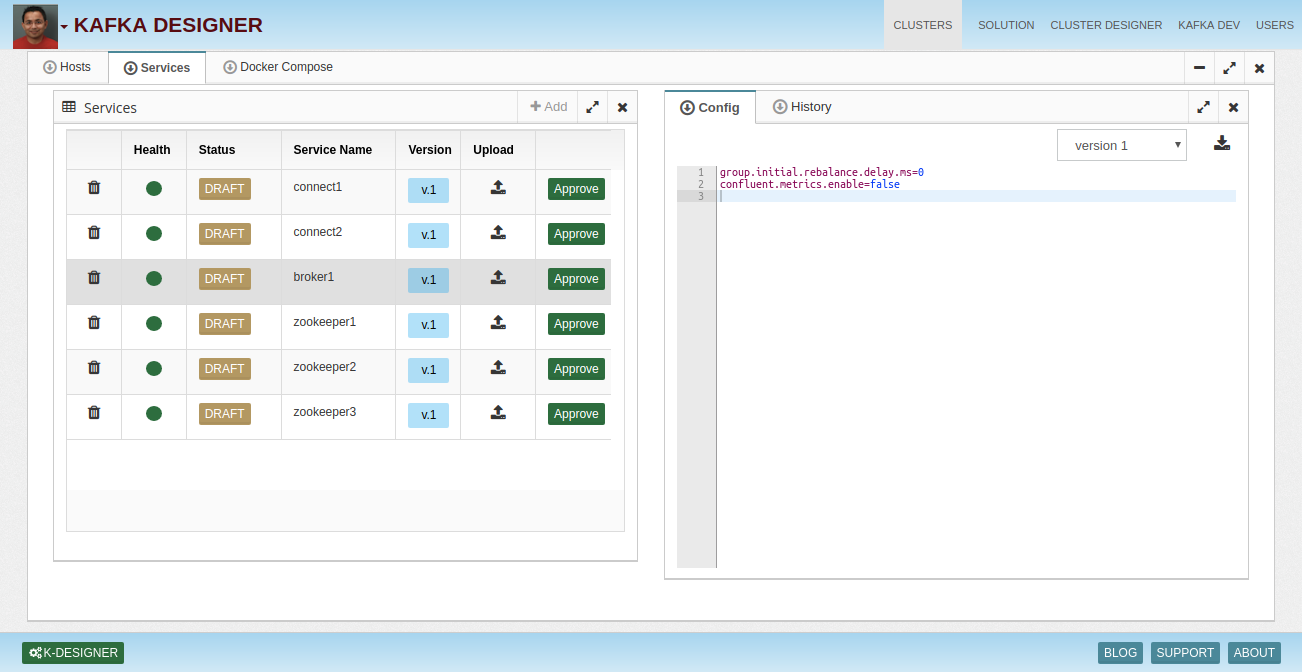 KAFKA DESIGNER
CLUSTERS SOLUTION CLUSTER DESIGNER KAFKA DEV USERS
Hosts Services Docker Compose
Services Add
Health Status Service Name Version Upload
DRAFT connect1 v.1 Approve
DRAFT connect2 v.1 Approve
DRAFT broker1 v.1 Approve
DRAFT zookeeper1 v.1 Approve
DRAFT zookeeper2 v.1 Approve
DRAFT zookeeper3 v.1 Approve
Config History
version 1
1 group.initial.rebalance.delay.ms=0
2 confluent.metrics.enable=false
3
K-DESIGNER
BLOG SUPPORT ABOUT